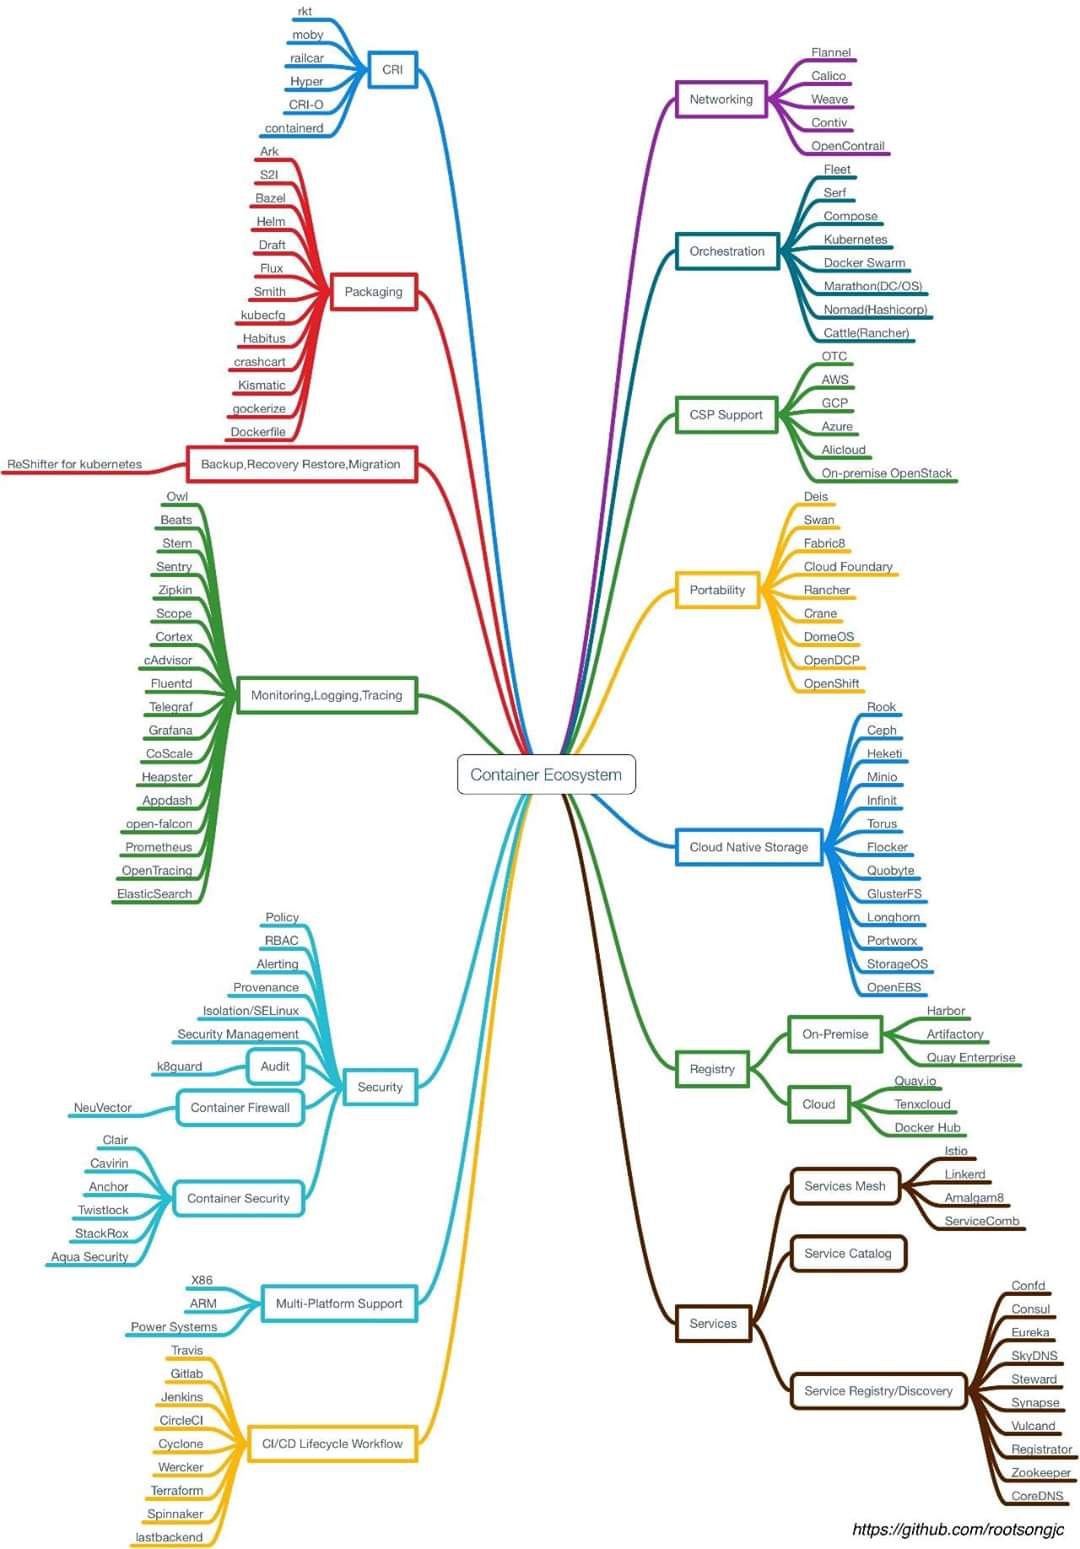 rkt
moby
railcar
Hyper
CRI-O
containerd
CRI
Ark
S2I
Bazel
Helm
Draft
Flux
Smith
kubecfg
Habitus
crashcart
Kismatic
gockerize
Dockerfile
Packaging
ReShifter for kubernetes
Backup,Recovery Restore,Migration
Owl
Beats
Stern
Sentry
Zipkin
Scope
Cortex
cAdvisor
Fluentd
Telegraf
Grafana
CoScale
Heapster
Appdash
open-falcon
Prometheus
OpenTracing
ElasticSearch
Monitoring,Logging,Tracing
Policy
RBAC
Alerting
Provenance
Isolation/SELinux
Security Management
k8guard
Audit
NeuVector
Container Firewall
Clair
Cavirin
Anchor
Twistlock
StackRox
Aqua Security
Container Security
Security
X86
ARM
Power Systems
Multi-Platform Support
Travis
Gitlab
Jenkins
CircleCI
Cyclone
Wercker
Terraform
Spinnaker
lastbackend
CI/CD Lifecycle Workflow
Container Ecosystem
Networking
Flannel
Calico
Weave
Contiv
OpenContrail
Orchestration
Fleet
Serf
Compose
Kubernetes
Docker Swarm
Marathon(DC/OS)
Nomad(Hashicorp)
Cattle(Rancher)
CSP Support
OTC
AWS
GCP
Azure
Alicloud
On-premise OpenStack
Portability
Deis
Swan
Fabric8
Cloud Foundary
Rancher
Crane
DomeOS
OpenDCP
OpenShift
Cloud Native Storage
Rook
Ceph
Heketi
Minio
Infinit
Torus
Flocker
Quobyte
GlusterFS
Longhorn
Portworx
StorageOS
OpenEBS
Registry
On-Premise
Harbor
Artifactory
Quay Enterprise
Cloud
Quay.io
Tenxcloud
Docker Hub
Services
Services Mesh
Istio
Linkerd
Amalgam8
ServiceComb
Service Catalog
Service Registry/Discovery
Confd
Consul
Eureka
SkyDNS
Steward
Synapse
Vulcand
Registrator
Zookeeper
CoreDNS
https://github.com/rootsongjc